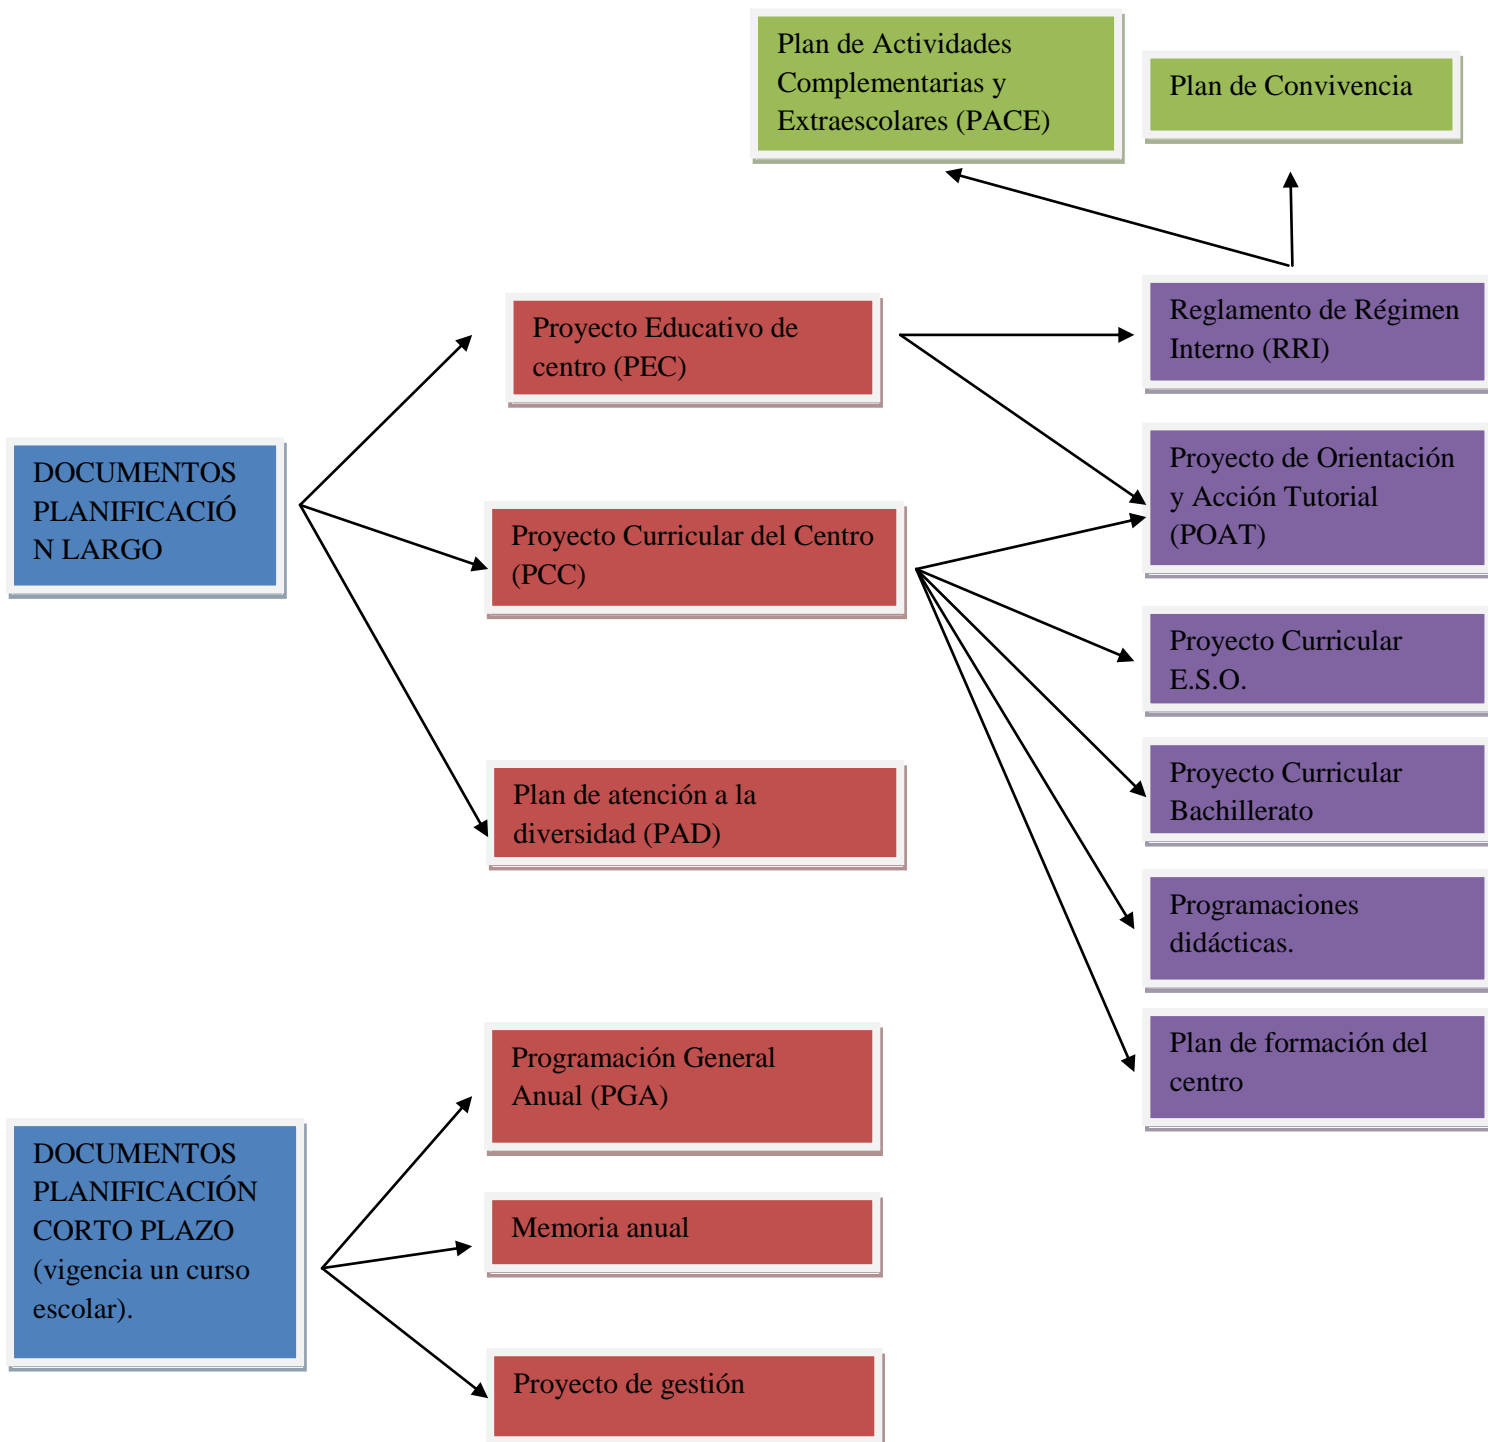 Plan de Actividades
Complementarias y
Extraescolares (PACE)
Plan de Convivencia
Proyecto Educativo de
centro (PEC)
Reglamento de Régimen
Interno (RRI)
DOCUMENTOS
PLANIFICACIÓ
N LARGO
Proyecto Curricular del Centro
(PCC)
Proyecto de Orientación
y Acción Tutorial
(POAT)
Proyecto Curricular
E.S.O.
Plan de atención a la
diversidad (PAD)
Proyecto Curricular
Bachillerato
Programaciones
didácticas.
Plan de formación del
centro
DOCUMENTOS
PLANIFICACIÓN
CORTO PLAZO
(vigencia un curso
escolar).
Programación General
Anual (PGA)
Memoria anual
Proyecto de gestión